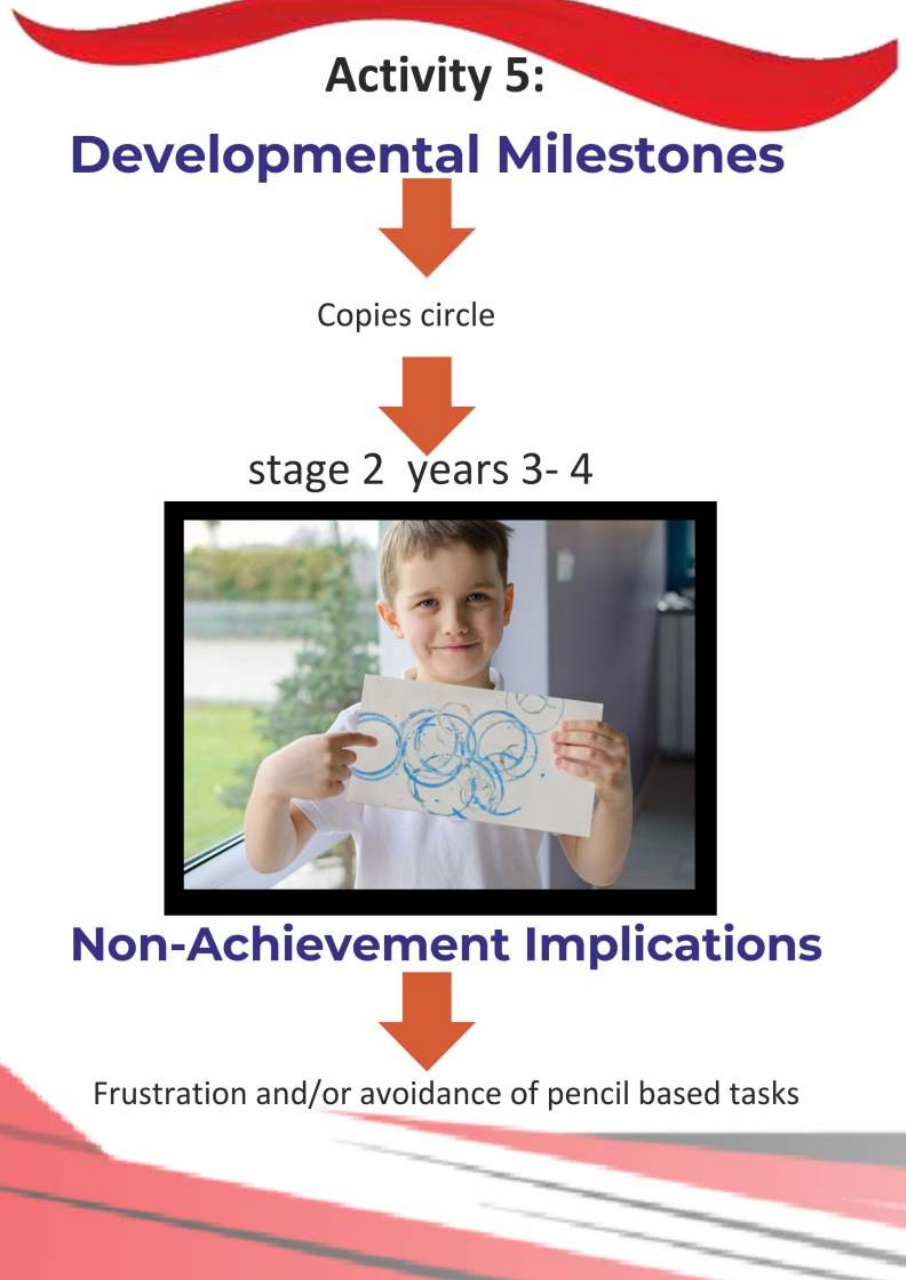 Activity 5:
Developmental Milestones
Copies circle
stage 2 years 3- 4
Non-Achievement Implications
Frustration and/or avoidance of pencil based tasks